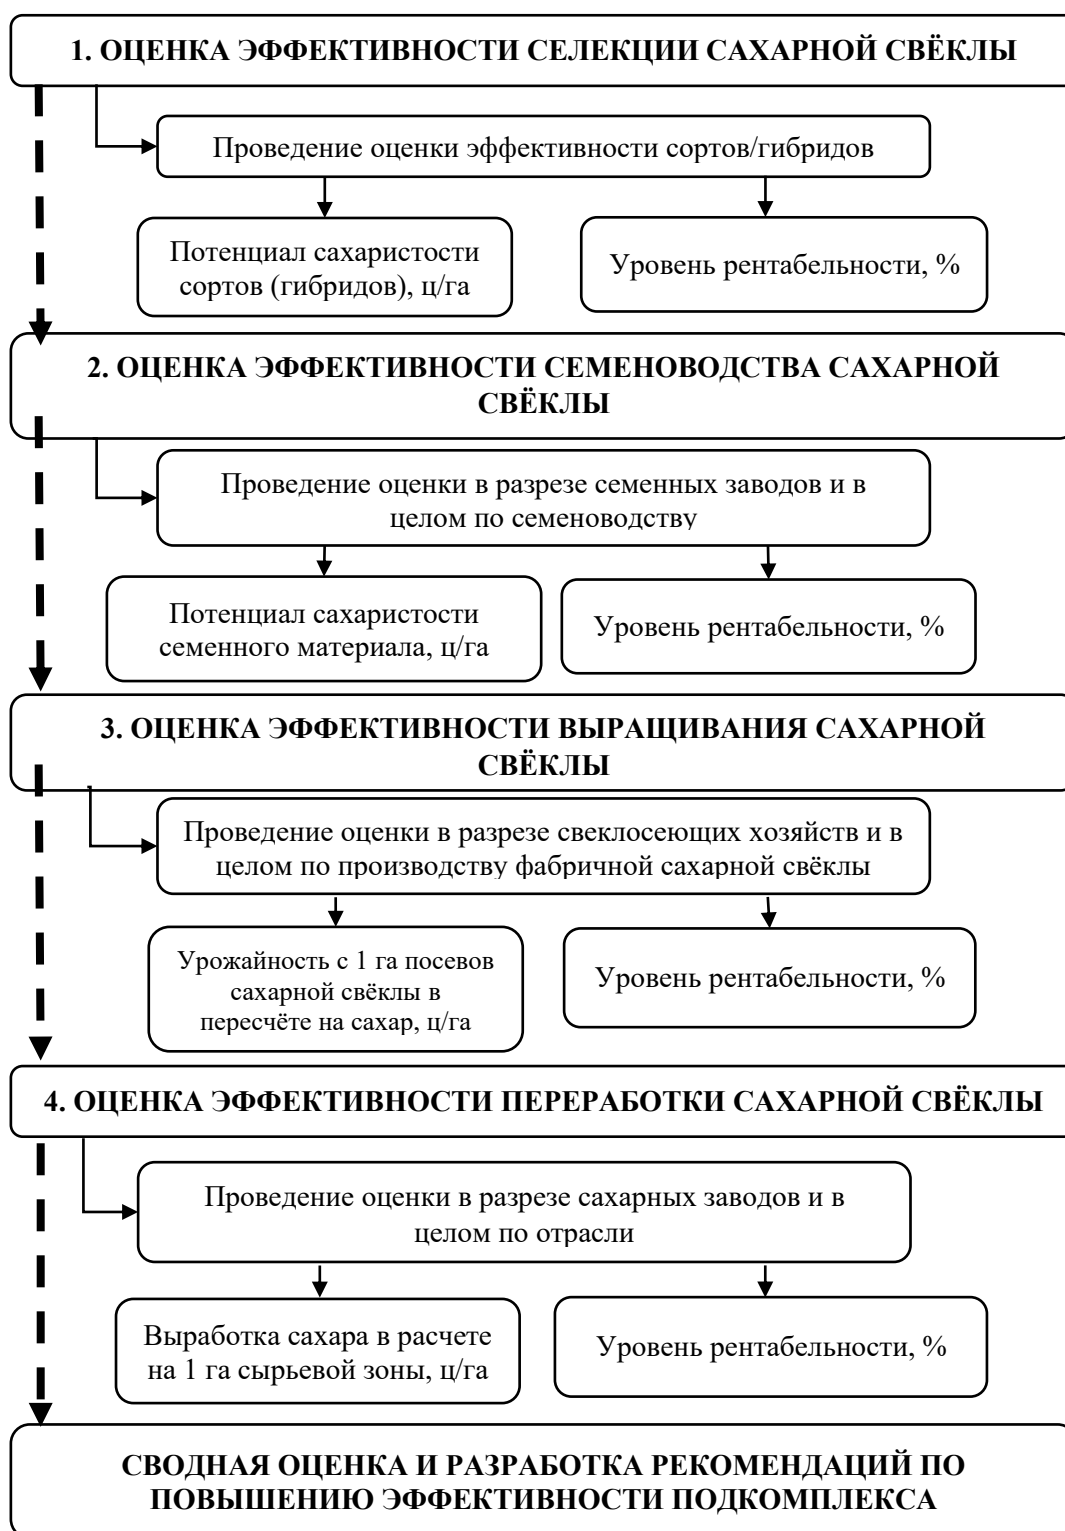 1. ОЦЕНКА ЭФФЕКТИВНОСТИ СЕЛЕКЦИИ САХАРНОЙ СВЁКЛЫ
Проведение оценки эффективности сортов/гибридов
Потенциал сахаристости
сортов (гибридов), ц/га
Уровень рентабельности, %
2. ОЦЕНКА ЭФФЕКТИВНОСТИ СЕМЕНОВОДСТВА САХАРНОЙ
СВЁКЛЫ
Проведение оценки в разрезе семенных заводов и в
целом по семеноводству
Потенциал сахаристости
семенного материала, ц/га
Уровень рентабельности, %
3. ОЦЕНКА ЭФФЕКТИВНОСТИ ВЫРАЩИВАНИЯ САХАРНОЙ
СВЁКЛЫ
Проведение оценки в разрезе свеклосеющих хозяйств и в
целом по производству фабричной сахарной свёклы
Урожайность с 1 га посевов
сахарной свёклы в
пересчёте на сахар, ц/га
Уровень рентабельности, %
4. ОЦЕНКА ЭФФЕКТИВНОСТИ ПЕРЕРАБОТКИ САХАРНОЙ СВЁКЛЫ
Проведение оценки в разрезе сахарных заводов и в
целом по отрасли
Выработка сахара в расчете
на 1 га сырьевой зоны, ц/га
Уровень рентабельности, %
СВОДНАЯ ОЦЕНКА И РАЗРАБОТКА РЕКОМЕНДАЦИЙ ПО
ПОВЫШЕНИЮ ЭФФЕКТИВНОСТИ ПОДКОМПЛЕКСА